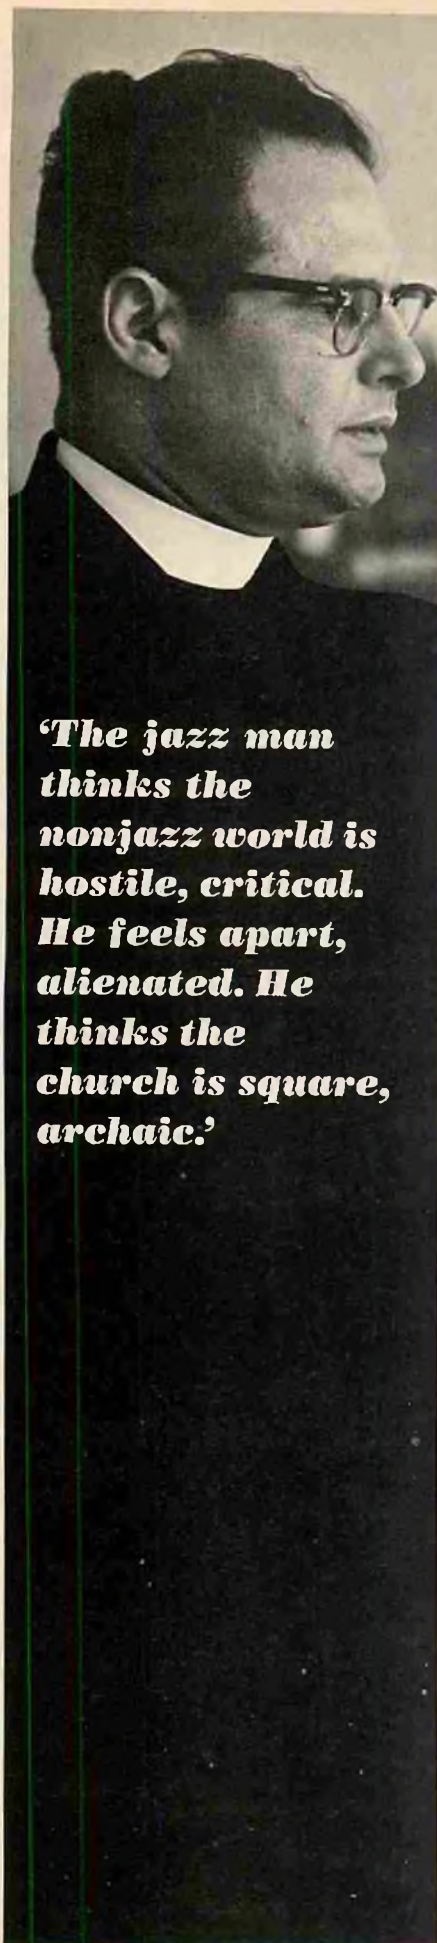 ‘The jazz man
thinks the
nonjazz world is
hostile, critical.
He feels apart,
alienated. He
thinks the
church is square,
archaic.’